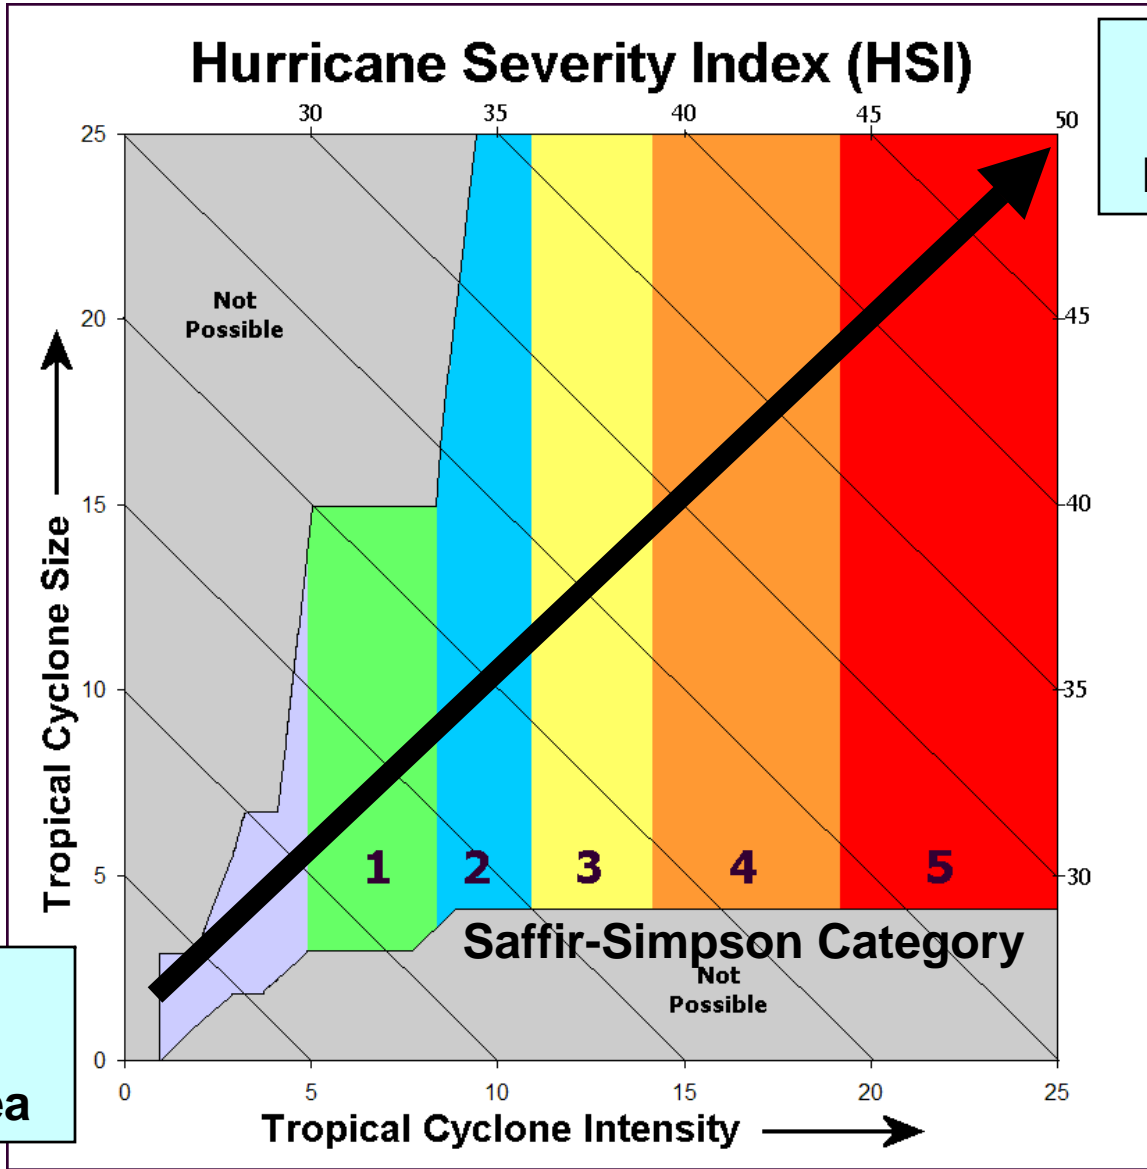 Hurricane Severity Index (HSI)
30 35 40 45 50
25
20
15
10
5
0
Tropical Cyclone Size
Not
Possible
45
40
35
30
1 2 3 4 5
Saffir-Simpson Category
Not
Possible
0 5 10 15 20 25
Tropical Cyclone Intensity